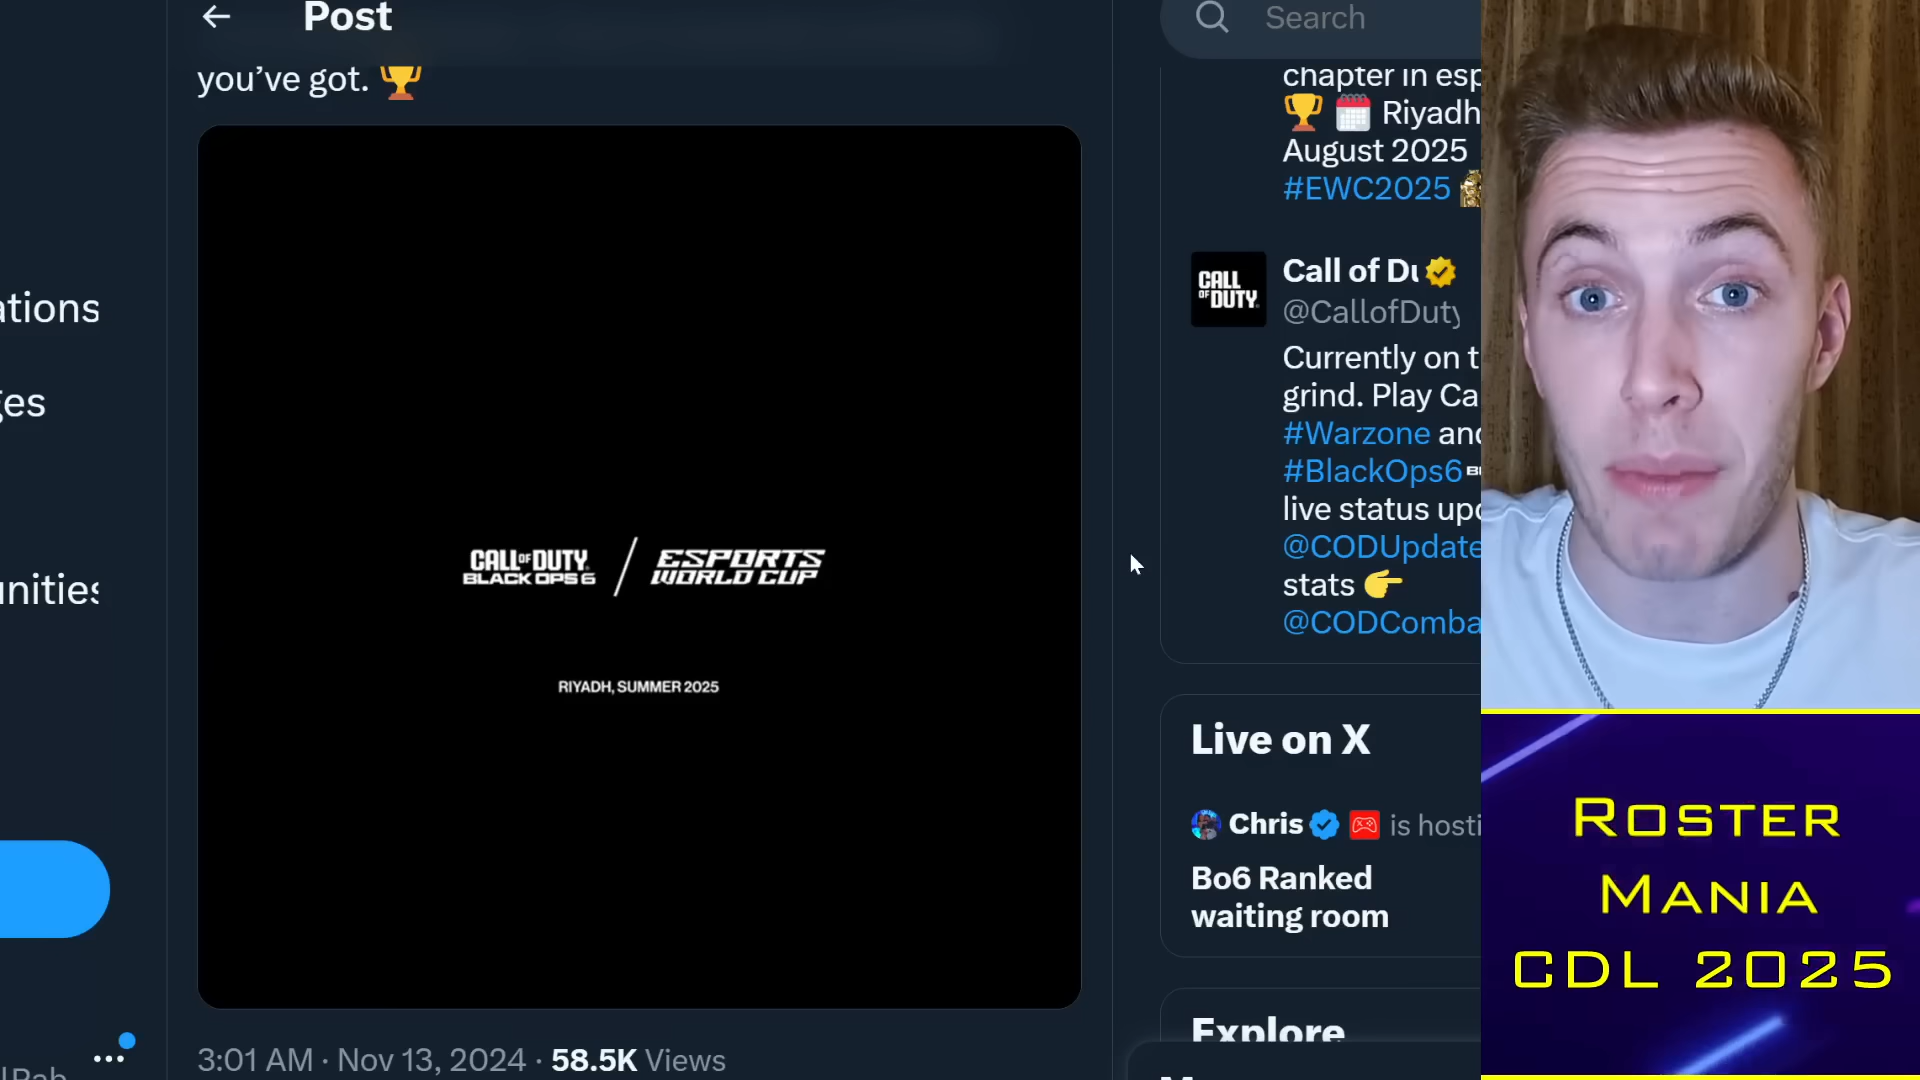 Post
you’ve got. 🏆
CALL OF DUTY
BLACK OPS 6
ESPORTS
WORLD CUP
RIYADH, SUMMER 2025
3:01 AM · Nov 13, 2024 · 58.5K Views
ations
ges
unities
Search
chapter in esp
🏆 🗓️ Riyadh
August 2025
#EWC2025
CALL
OF DUTY
Call of Du
@CallofDuty
Currently on t
grind. Play Ca
#Warzone and
#BlackOps6
live status upd
@CODUpdate
stats 👉
@CODComba
Live on X
Chris is hosti
Bo6 Ranked
waiting room
Explore
ROSTER
MANIA
CDL 2025